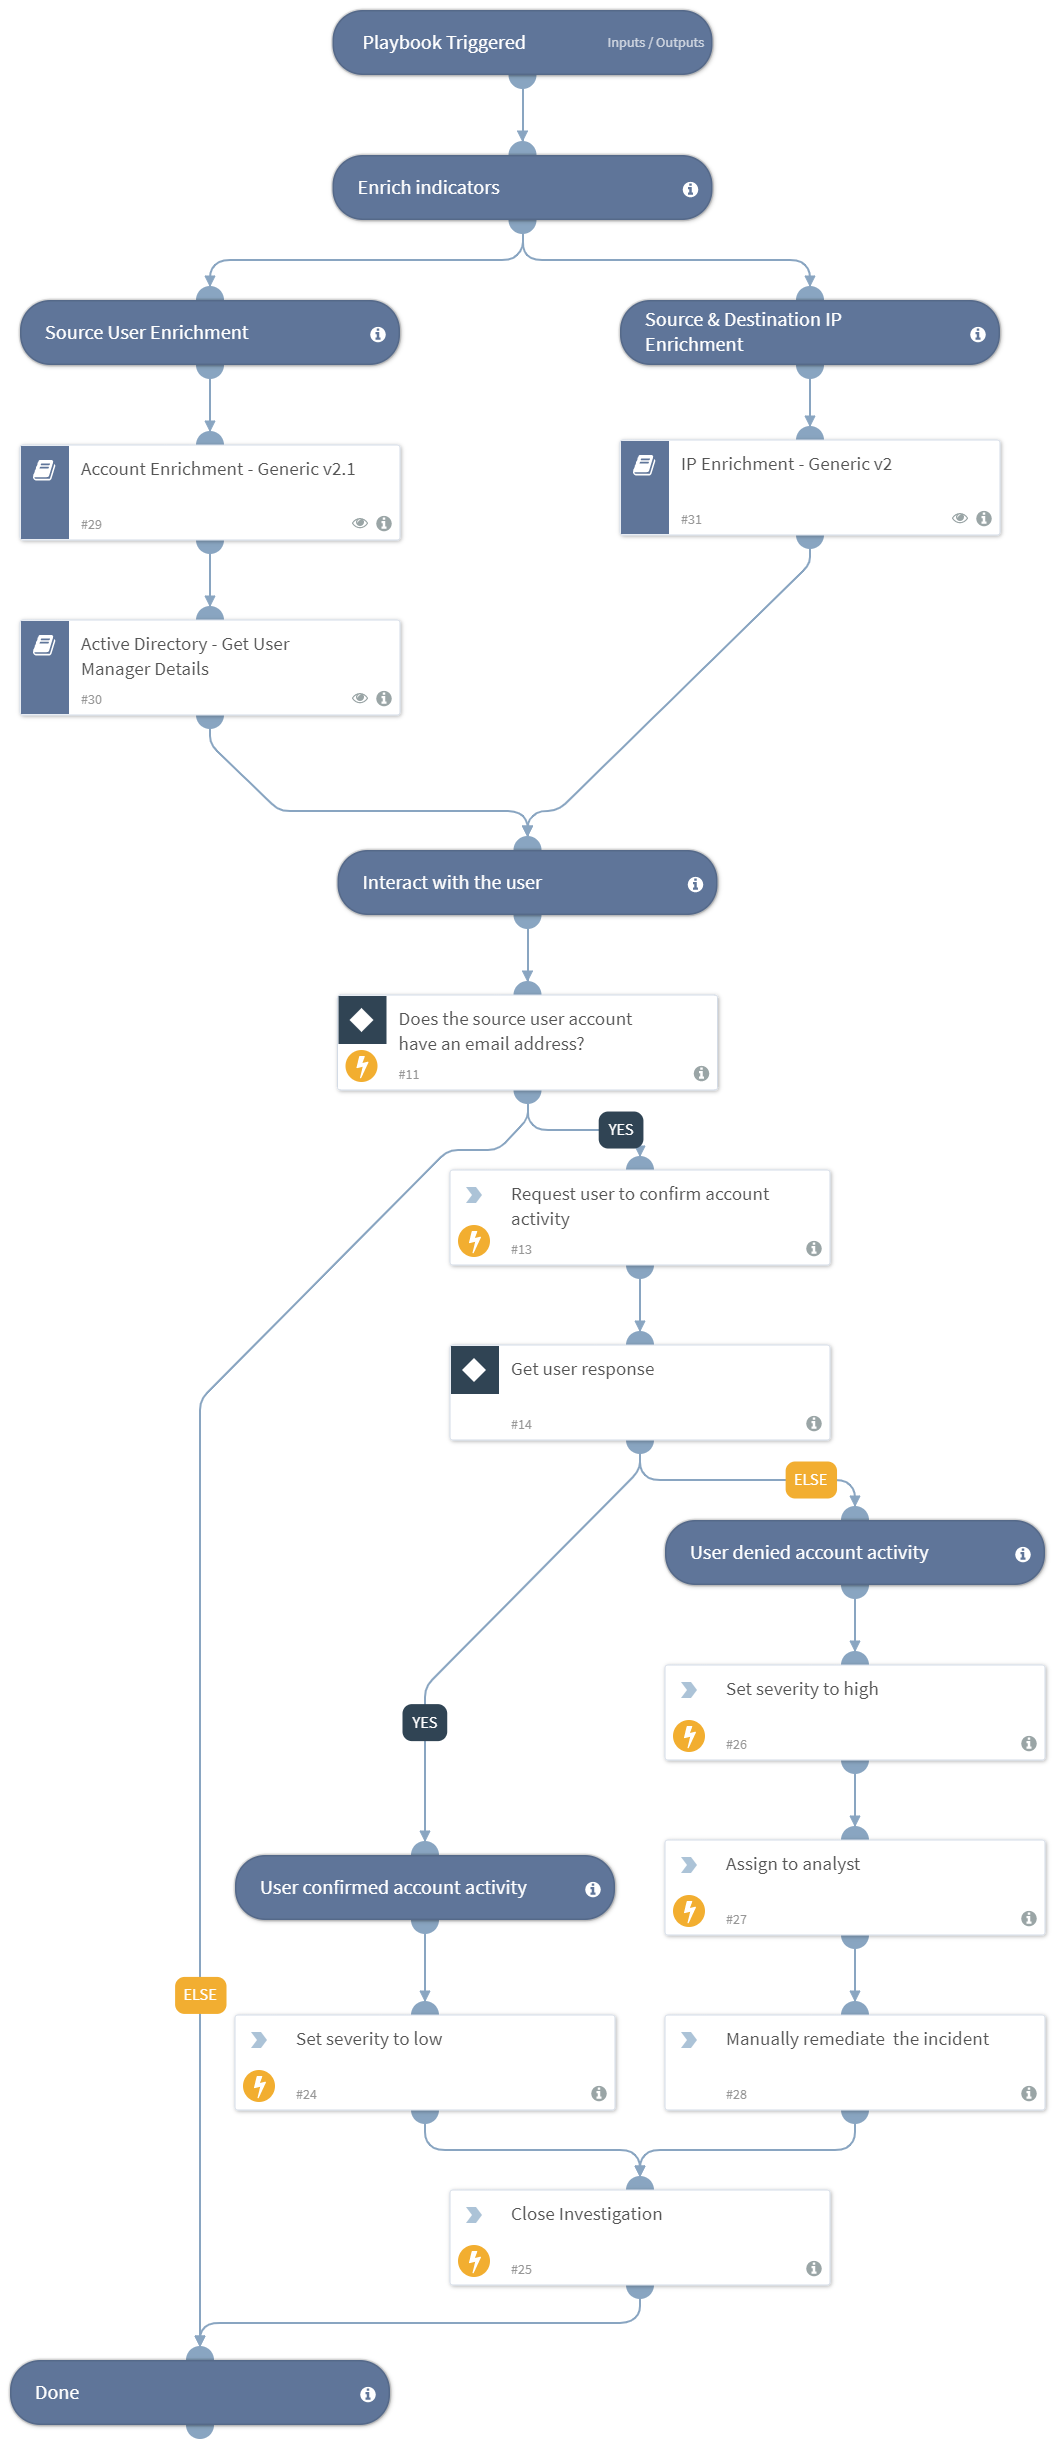 Playbook Triggered
Inputs / Outputs
Enrich indicators
Source User Enrichment
Source & Destination IP
Enrichment
Account Enrichment - Generic v2.1
#29
IP Enrichment - Generic v2
#31
Active Directory - Get User
Manager Details
#30
Interact with the user
Does the source user account
have an email address?
#11
YES
Request user to confirm account
activity
#13
Get user response
#14
ELSE
User denied account activity
Set severity to high
#26
YES
Assign to analyst
#27
User confirmed account activity
ELSE
Set severity to low
#24
Manually remediate  the incident
#28
Close Investigation
#25
Done